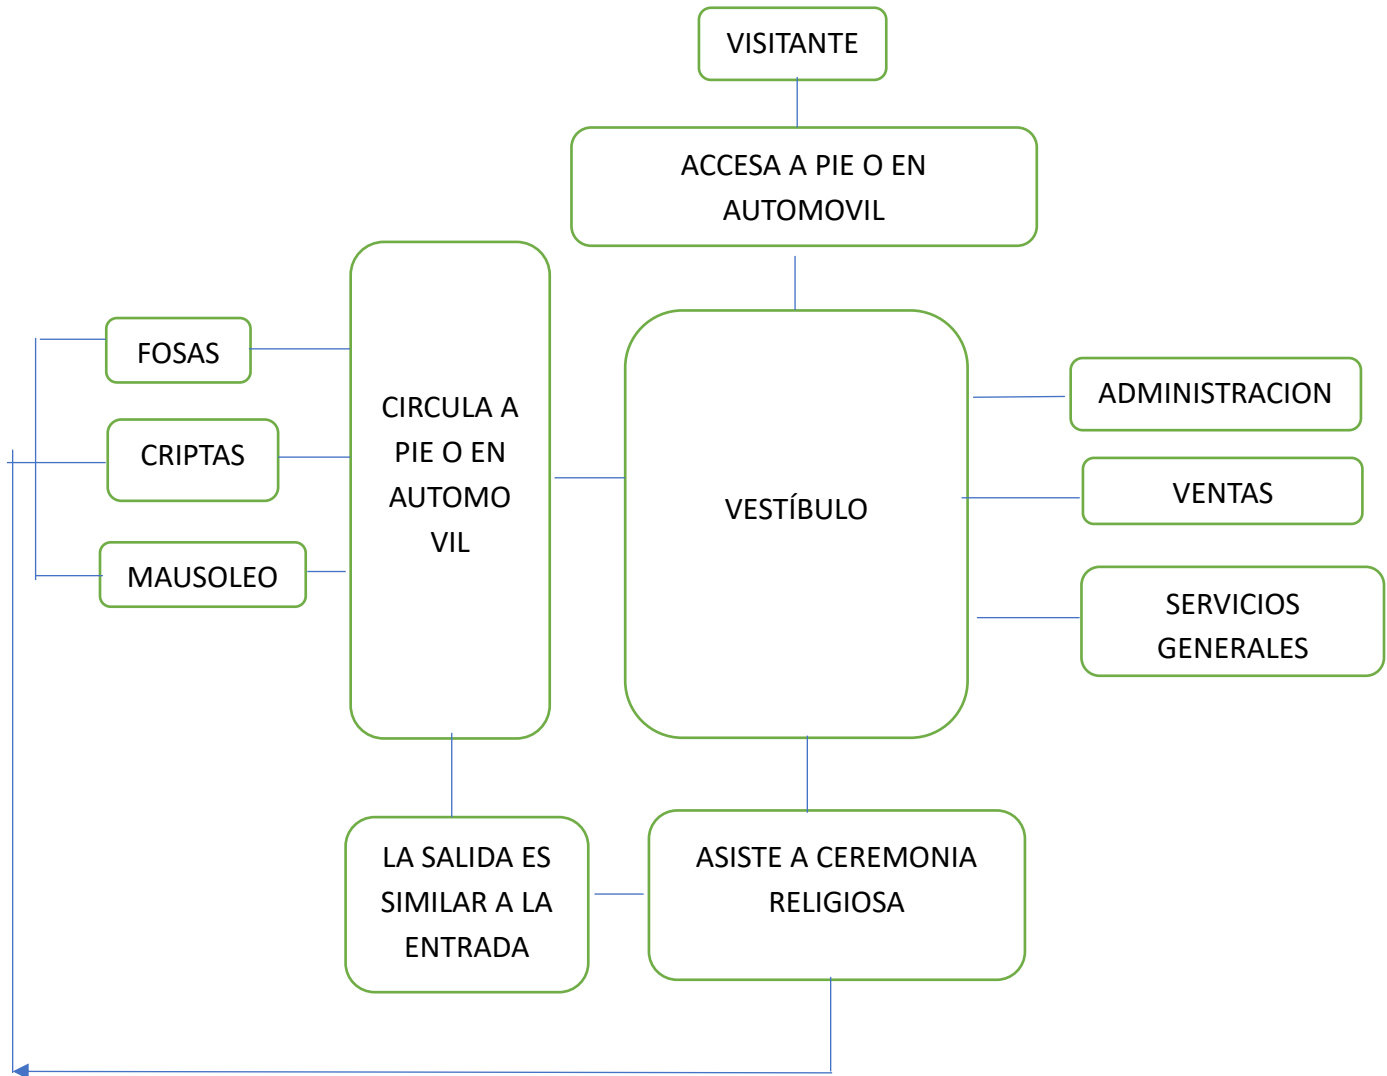 VISITANTE
ACCESA A PIE O EN
AUTOMOVIL
FOSAS
CRIPTAS
MAUSOLEO
CIRCULA A
PIE O EN
AUTOMO
VIL
VESTÍBULO
ADMINISTRACION
VENTAS
SERVICIOS
GENERALES
LA SALIDA ES
SIMILAR A LA
ENTRADA
ASISTE A CEREMONIA
RELIGIOSA